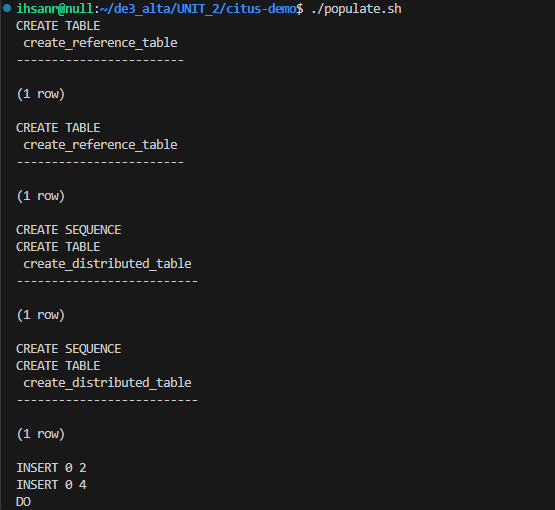 ihsanr@null:~/de3_alta/UNIT_2/citus-demo$ ./populate.sh
CREATE TABLE
 create_reference_table
------------------------

(1 row)

CREATE TABLE
 create_reference_table
------------------------

(1 row)

CREATE SEQUENCE
CREATE TABLE
 create_distributed_table
--------------------------

(1 row)

CREATE SEQUENCE
CREATE TABLE
 create_distributed_table
--------------------------

(1 row)

INSERT 0 2
INSERT 0 4
DO